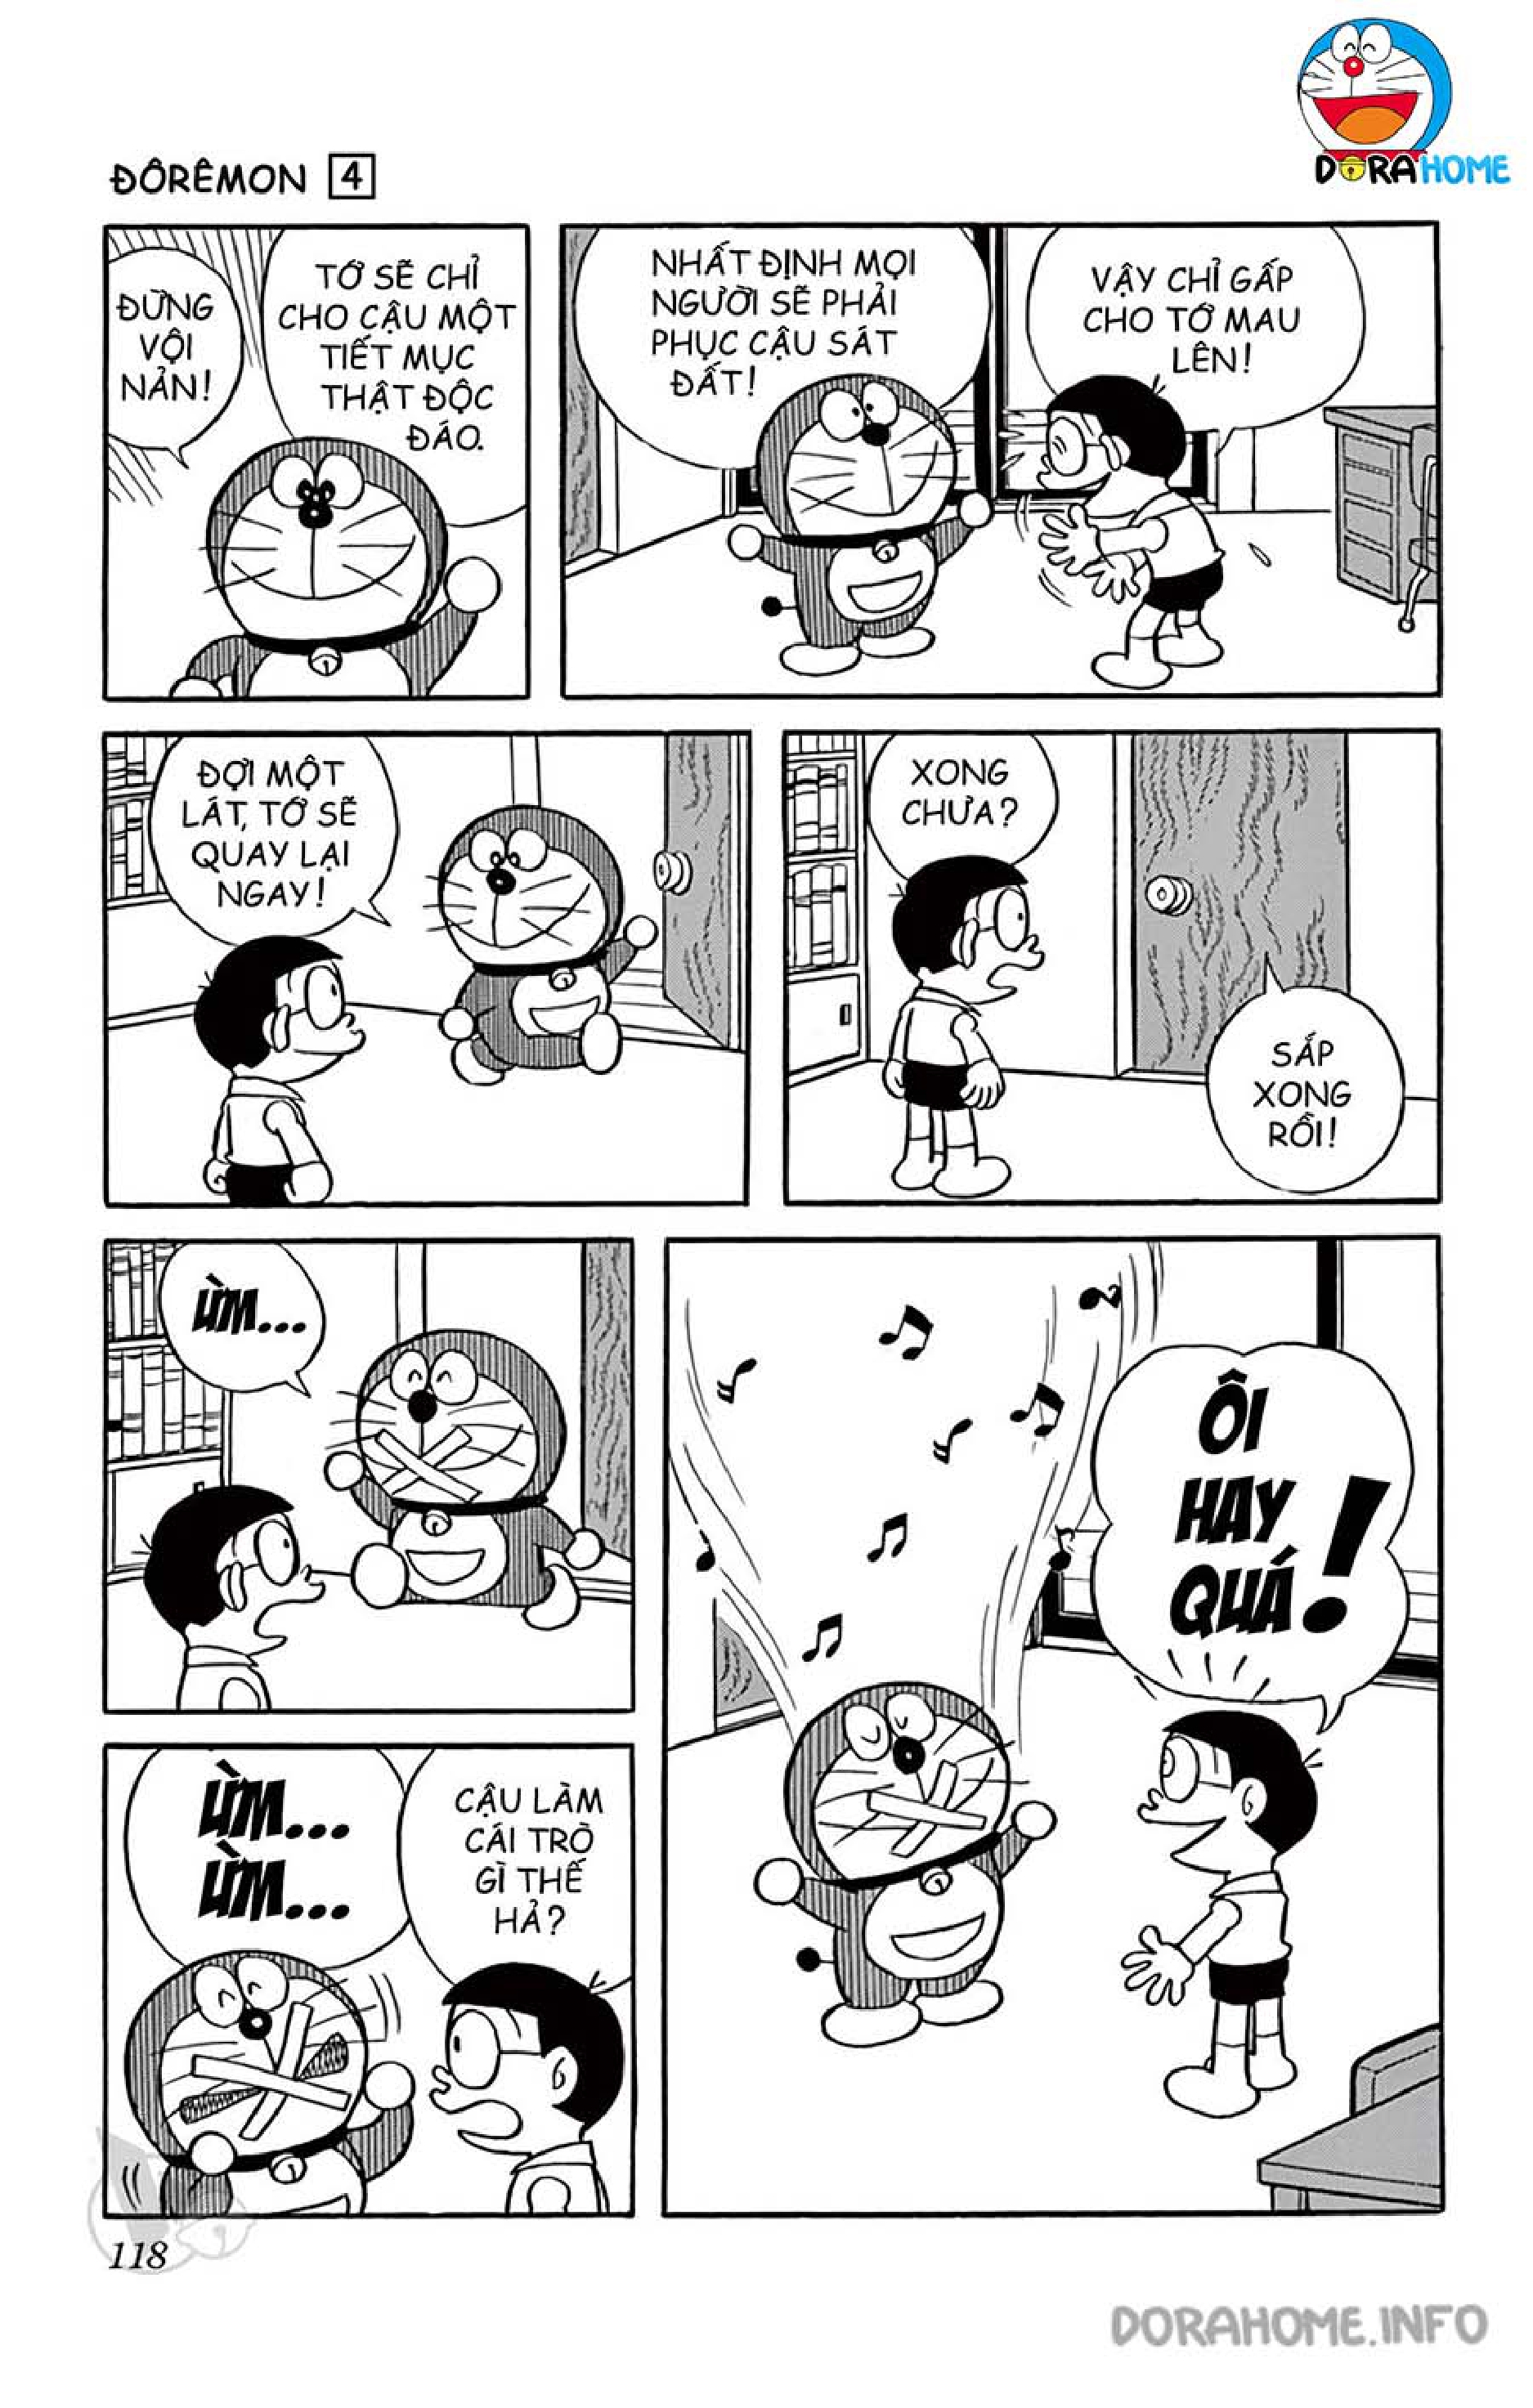 DORAHOME
ĐÔRÊMON 4
ĐỪNG
VỘI
NẢN!
TỚ SẼ CHỈ
CHO CẬU MỘT
TIẾT MỤC
THẬT ĐỘC
ĐÁO.
NHẤT ĐỊNH MỌI
NGƯỜI SẼ PHẢI
PHỤC CẬU SÁT
ĐẤT!
VẬY CHỈ GẤP
CHO TỚ MAU
LÊN!
ĐỢI MỘT
LÁT, TỚ SẼ
QUAY LẠI
NGAY!
XONG
CHƯA?
SẮP
XONG
RỒI!
ỪM...
ỪM...
ỪM...
CẬU LÀM
CÁI TRÒ
GÌ THẾ
HẢ?
ÔI
HAY
QUÁ!
118
DORAHOME.INFO